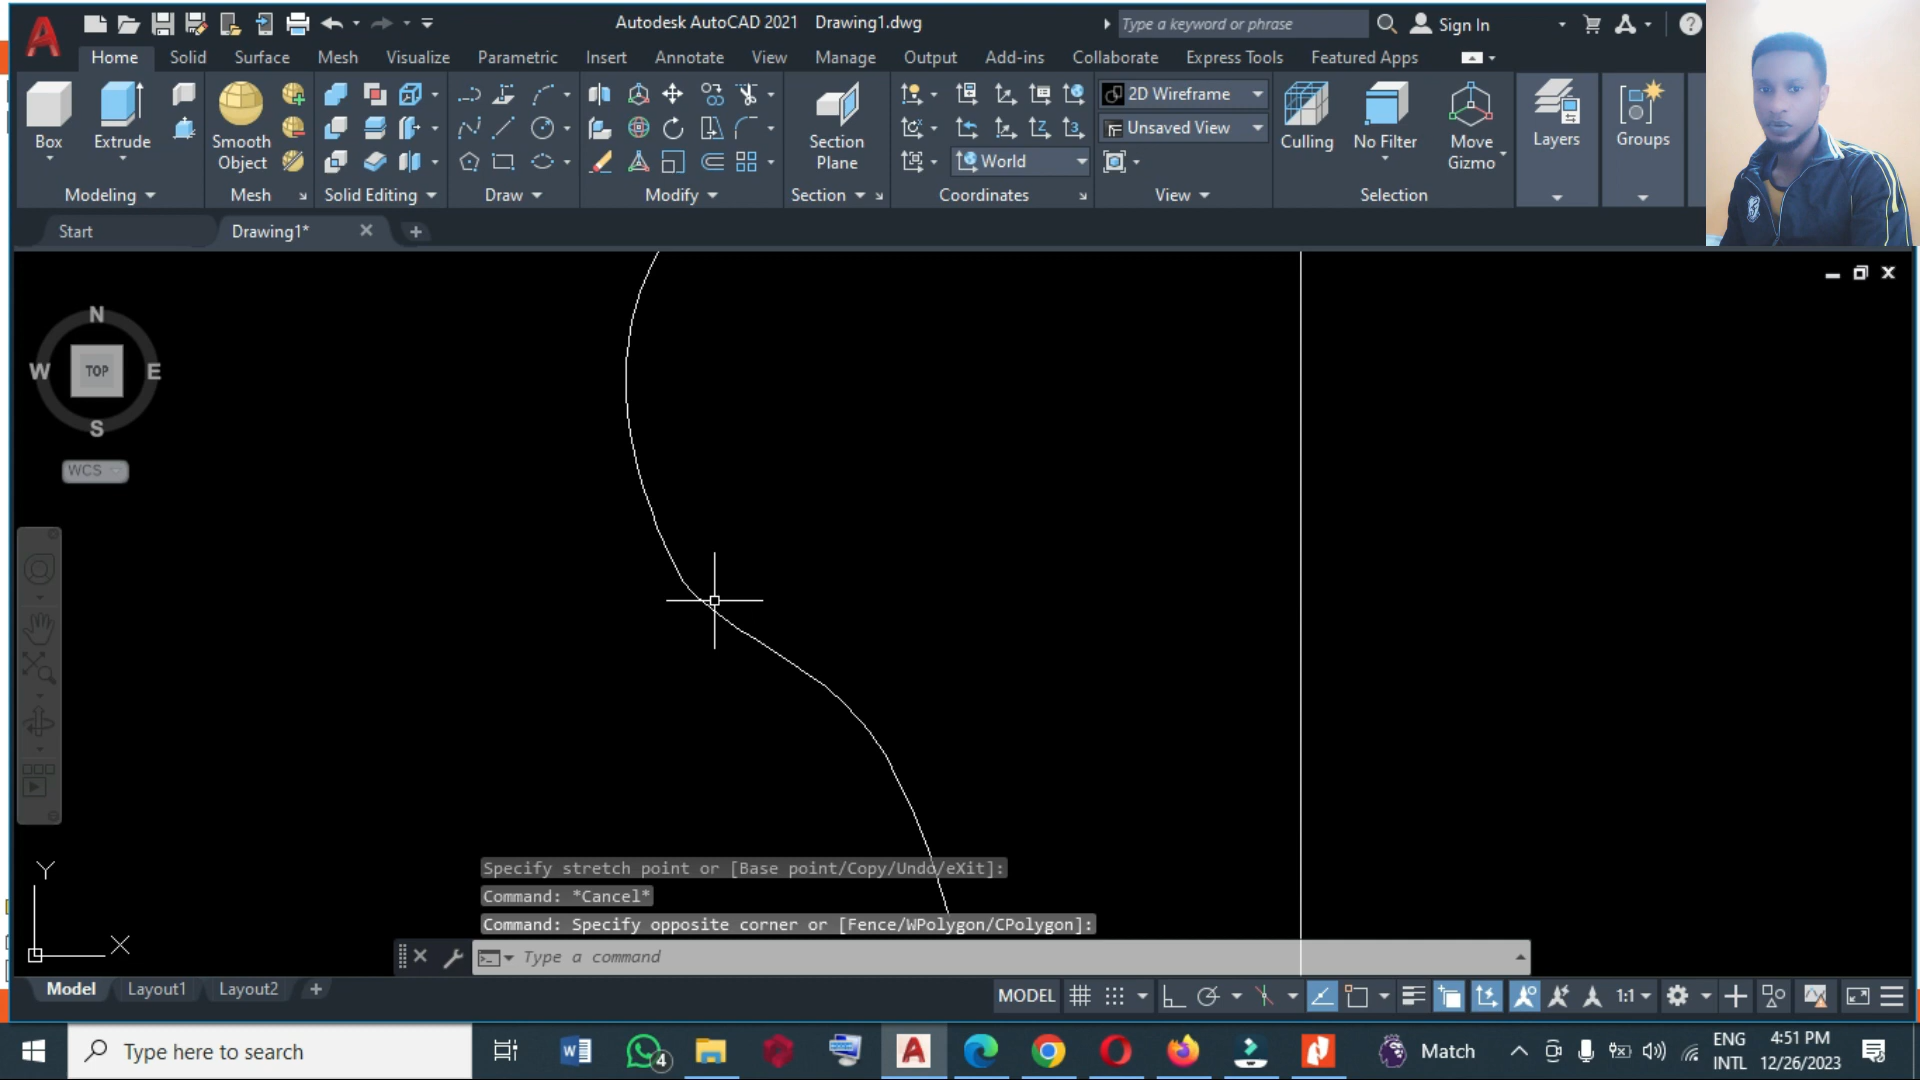 Autodesk AutoCAD 2021 Drawing1.dwg
Type a keyword or phrase
Sign In
Home Solid Surface Mesh Visualize Parametric Insert Annotate View Manage Output Add-ins Collaborate Express Tools Featured Apps
Box
Extrude
Smooth
Object
Section
Plane
World
2D Wireframe
Unsaved View
Culling
No Filter
Move
Gizmo
Layers
Groups
Modeling
Mesh
Solid Editing
Draw
Modify
Section
Coordinates
View
Selection
Start
Drawing1*
N
W
TOP
E
S
WCS
Y
X
Specify stretch point or [Base point/Copy/Undo/eXit]:
Command: *Cancel*
Command: Specify opposite corner or [Fence/WPolygon/CPolygon]:
Type a command
Model Layout1 Layout2
MODEL
1:1
Type here to search
4
Match
ENG
INTL
4:51 PM
12/26/2023